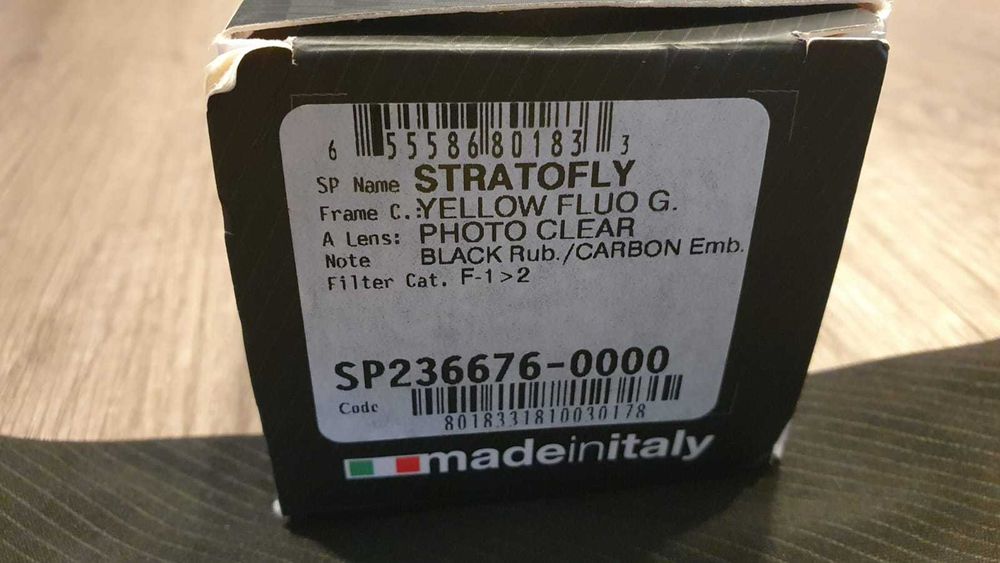 6 55586 80183 3
SP Name STRATOFLY
Frame C.: YELLOW FLUO G.
A Lens: PHOTO CLEAR
Note BLACK Rub./CARBON Emb.
Filter Cat. F-1>2
SP236676-0000
Code
8018331810030178
madeinitaly